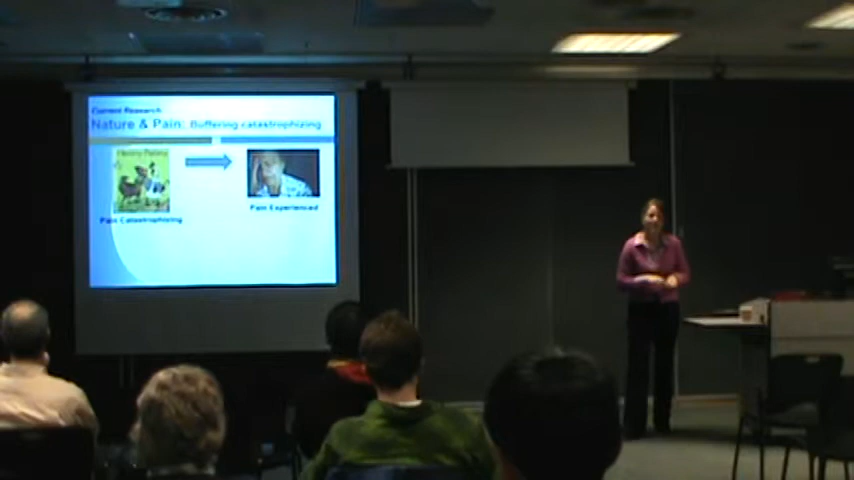 Current Research:
Nature & Pain: Buffering catastrophizing
Henny Penny
Pain Catastrophizing
Pain Experienced